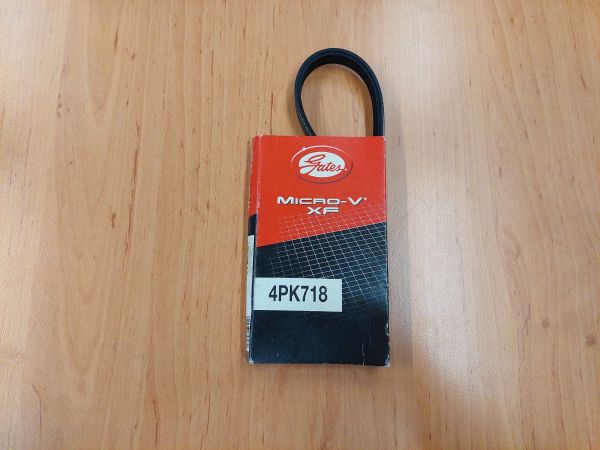 Gates
MICRO-V®
XF
4PK718